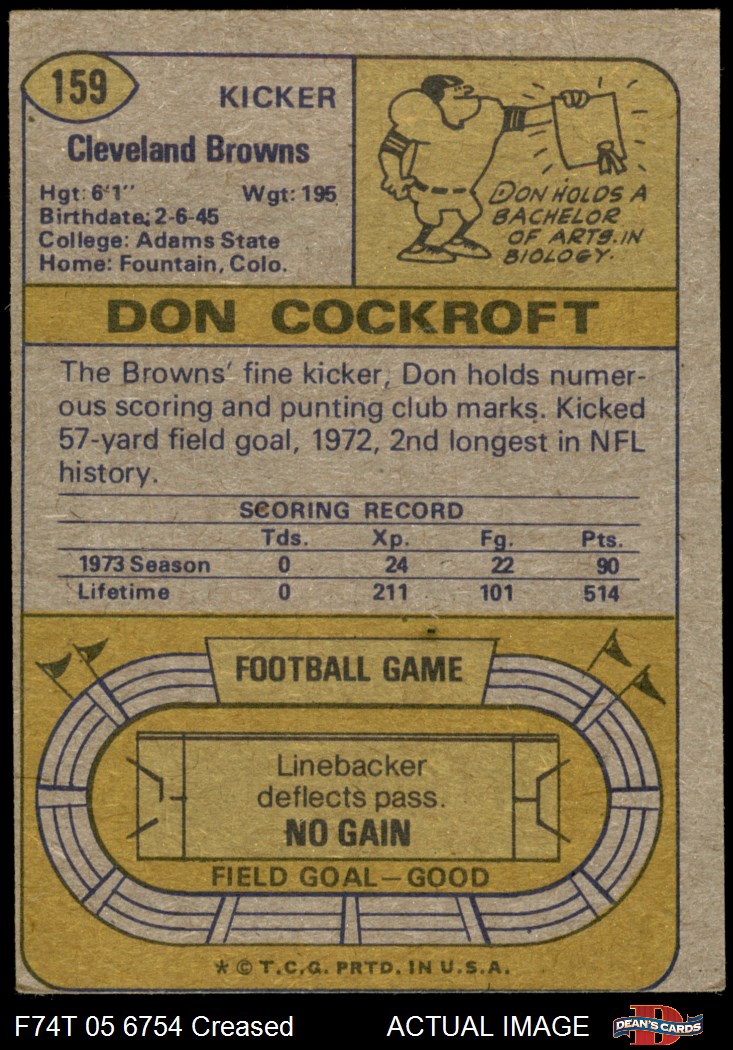 159
KICKER
Cleveland Browns
Hgt: 6'1" Wgt: 195
Birthdate: 2-6-45
College: Adams State
Home: Fountain, Colo.
DON HOLDS A
BACHELOR
OF ARTS IN
BIOLOGY.
DON COCKROFT
The Browns' fine kicker, Don holds numer-
ous scoring and punting club marks. Kicked
57-yard field goal, 1972, 2nd longest in NFL
history.
SCORING RECORD
Tds. Xp. Fg. Pts.
1973 Season 0 24 22 90
Lifetime 0 211 101 514
FOOTBALL GAME
Linebacker
deflects pass.
NO GAIN
FIELD GOAL—GOOD
* © T.C.G. PRTD. IN U.S.A.
F74T 05 6754 Creased ACTUAL IMAGE
D
DEAN'S CARDS